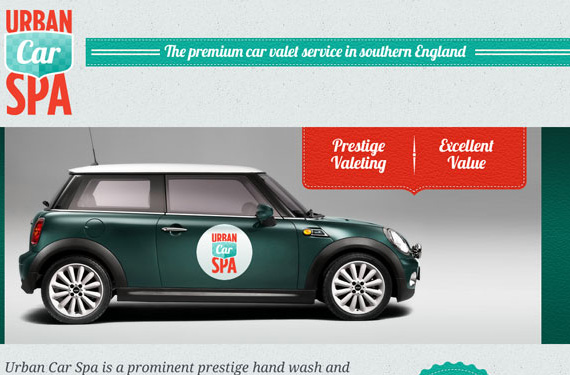 URBAN
Car
SPA
The premium car valet service in southern England
Prestige
Valeting
Excellent
Value
URBAN
Car
SPA
Urban Car Spa is a prominent prestige hand wash and